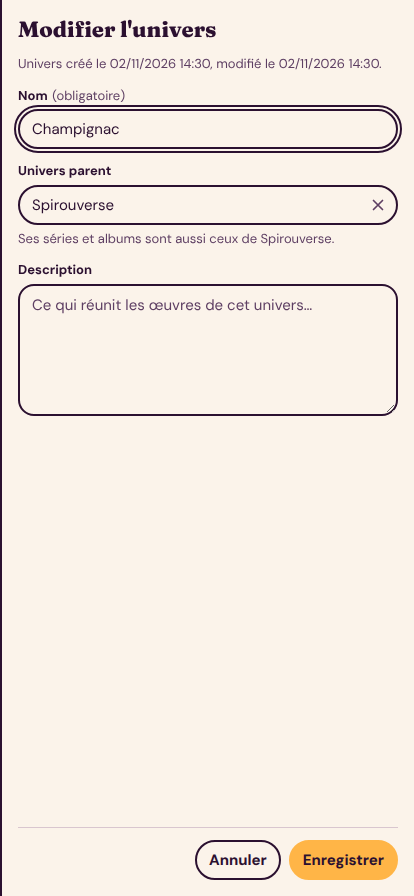 Modifier l'univers
Univers créé le 02/11/2026 14:30, modifié le 02/11/2026 14:30.
Nom (obligatoire)
Champignac
Univers parent
Spirouverse
Ses séries et albums sont aussi ceux de Spirouverse.
Description
Ce qui réunit les œuvres de cet univers...
Annuler
Enregistrer